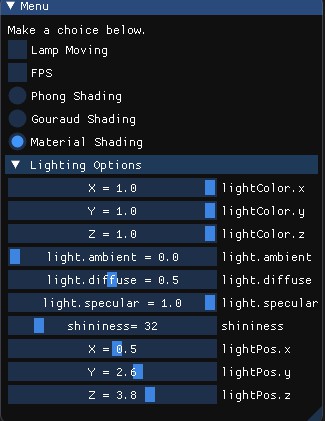 Menu
Make a choice below.
Lamp Moving
FPS
Phong Shading
Gouraud Shading
Material Shading
Lighting Options
X = 1.0 lightColor.x
Y = 1.0 lightColor.y
Z = 1.0 lightColor.z
light.ambient = 0.0 light.ambient
light.diffuse = 0.5 light.diffuse
light.specular = 1.0 light.specular
shininess= 32 shininess
X = 0.5 lightPos.x
Y = 2.6 lightPos.y
Z = 3.8 lightPos.z